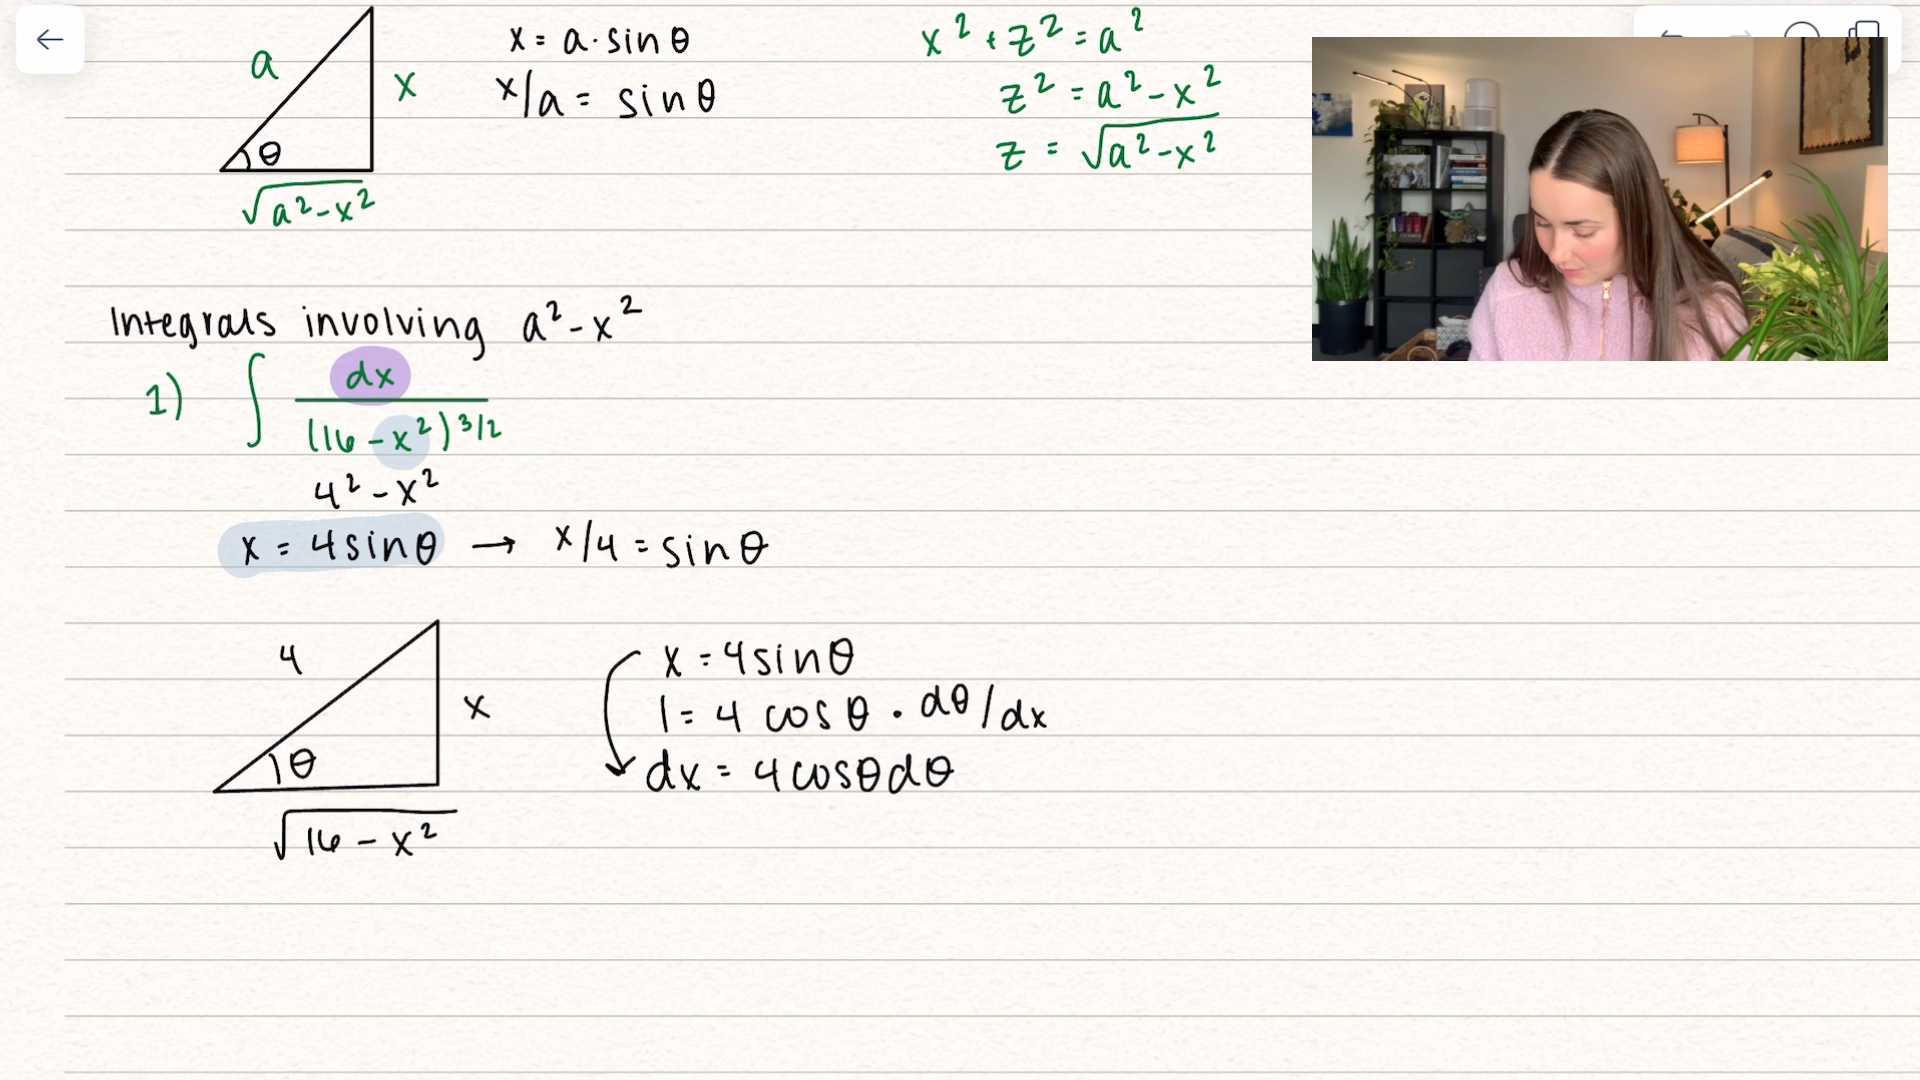 a
x
θ
√a²-x²
x = a·sinθ
x/a = sinθ
x² + z² = a²
z² = a² - x²
z = √a²-x²
Integrals involving a² - x²
1) ∫ dx
(16 - x²)^3/2
4² - x²
x = 4sinθ → x/4 = sinθ
4
x
θ
√16 - x²
x = 4sinθ
1 = 4 cosθ · dθ/dx
dx = 4cosθdθ